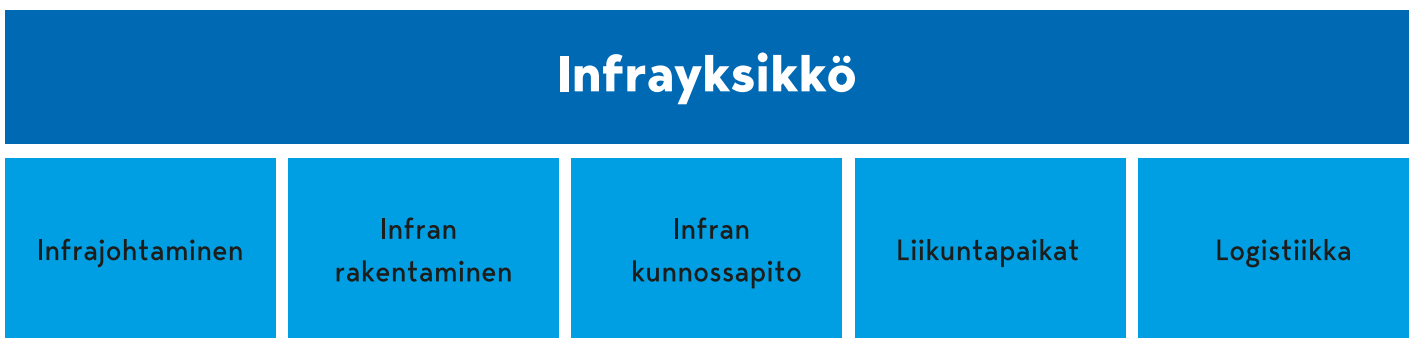 Infrayksikkö
Infrajohtaminen
Infran
rakentaminen
Infran
kunnossapito
Liikuntapaikat
Logistiikka